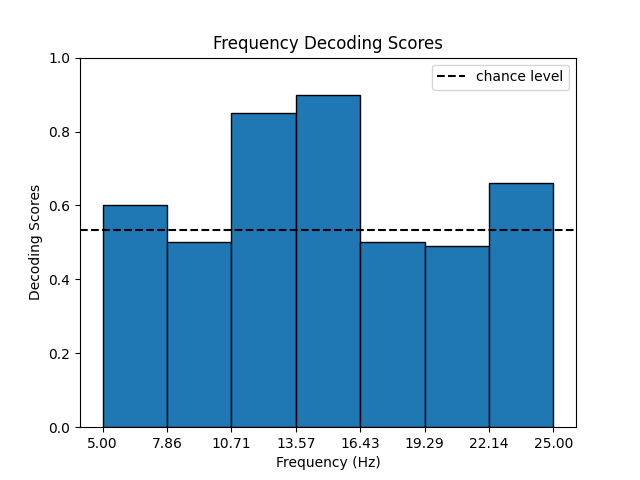 Frequency Decoding Scores
chance level
Decoding Scores
1.0
0.8
0.6
0.4
0.2
0.0
5.00 7.86 10.71 13.57 16.43 19.29 22.14 25.00
Frequency (Hz)